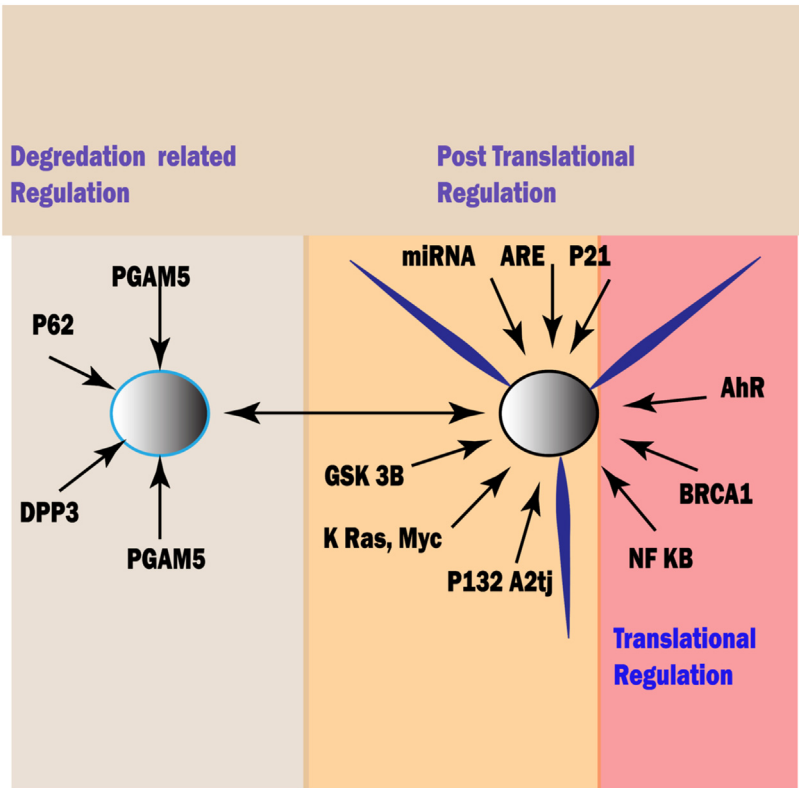 Degredation related
Regulation
Post Translational
Regulation
PGAM5
P62
DPP3
PGAM5
miRNA
ARE
P21
GSK 3B
K Ras, Myc
P132 A2tj
AhR
BRCA1
NF KB
Translational
Regulation